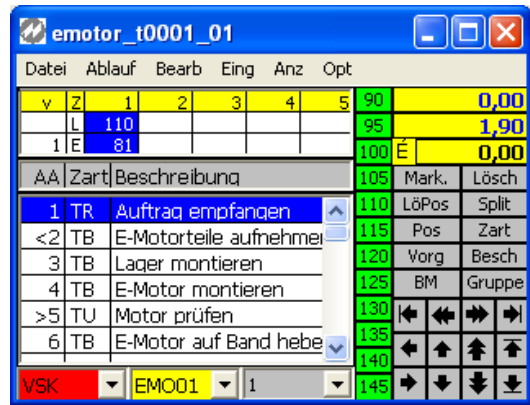 emotor_t0001_01
Datei Ablauf Bearb Eing Anz Opt
v Z 1 2 3 4 5 90 0,00
L 110 95 1,90
1 E 81 100 É 0,00
AA Zart Beschreibung 105 Mark. Lösch
1 TR Auftrag empfangen 110 LöPos Split
<2 TB E-Motorteile aufnehmen 115 Pos Zart
3 TB Lager montieren 120 Vorg Besch
4 TB E-Motor montieren 125 BM Gruppe
>5 TU Motor prüfen 130
6 TB E-Motor auf Band hebe 135
140
VSK EMO01 1 145